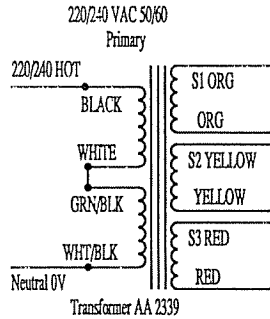 220/240 VAC 50/60
Primary
220/240 HOT
S1 ORG
BLACK
ORG
WHITE
S2 YELLOW
GRN/BLK
YELLOW
S3 RED
WHT/BLK
RED
Neutral 0V
Transformer AA 2339